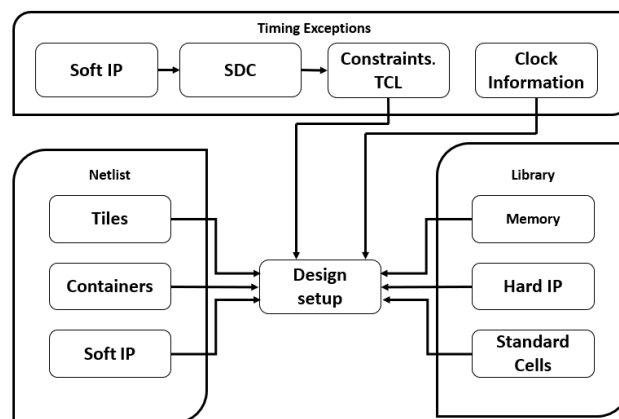 Timing Exceptions
Soft IP
SDC
Constraints.
TCL
Clock
Information
Netlist
Tiles
Containers
Soft IP
Design
setup
Library
Memory
Hard IP
Standard
Cells